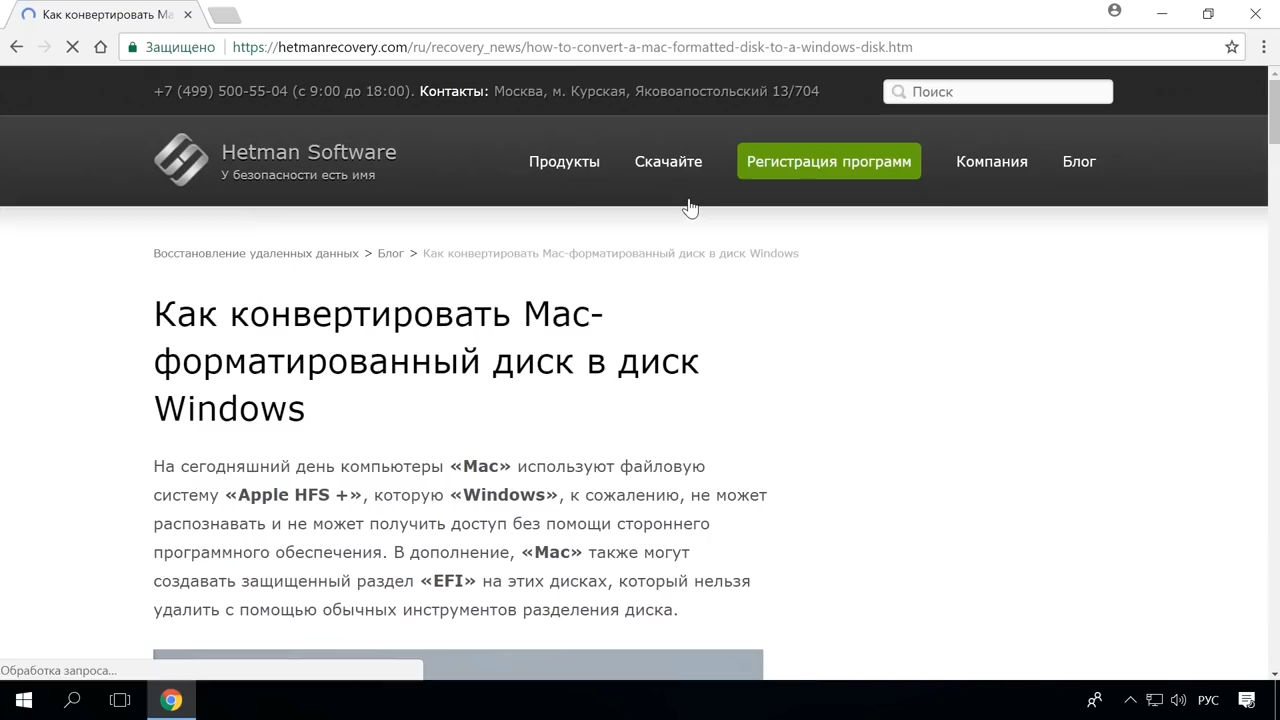 Как конвертировать Ma
Защищено
https://hetmanrecovery.com/ru/recovery_news/how-to-convert-a-mac-formatted-disk-to-a-windows-disk.htm
+7 (499) 500-55-04 (с 9:00 до 18:00). Контакты: Москва, м. Курская, Яковоапостольский 13/704
Поиск
Hetman Software
У безопасности есть имя
Продукты
Скачайте
Регистрация программ
Компания
Блог
Восстановление удаленных данных > Блог > Как конвертировать Mac-форматированный диск в диск Windows
Как конвертировать Mac-
форматированный диск в диск
Windows
На сегодняшний день компьютеры «Mac» используют файловую
систему «Apple HFS +», которую «Windows», к сожалению, не может
распознавать и не может получить доступ без помощи стороннего
программного обеспечения. В дополнение, «Mac» также могут
создавать защищенный раздел «EFI» на этих дисках, который нельзя
удалить с помощью обычных инструментов разделения диска.
Обработка запроса...
РУС